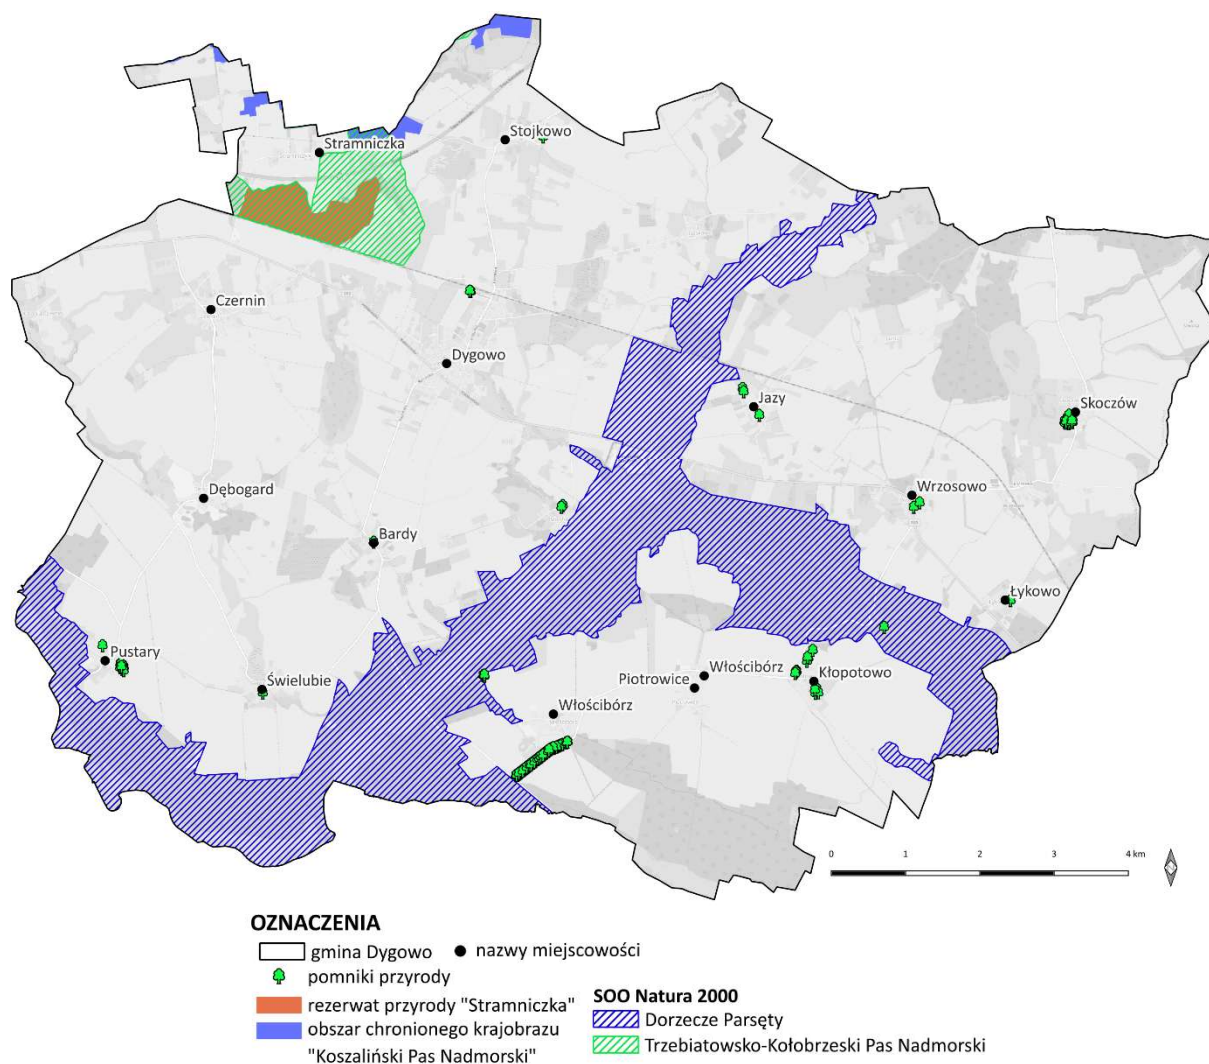 Stojkowo
Stramniczka
Czernin
Dygowo
Jazy
Skoczów
Dębogard
Wrzosowo
Bardy
Łykowo
Pustary
Świelubie
Włościbórz
Piotrowice
Kłopotowo
Włościbórz
0 1 2 3 4 km
OZNACZENIA
gmina Dygowo
nazwy miejscowości
pomniki przyrody
rezerwat przyrody "Stramniczka"
obszar chronionego krajobrazu
"Koszaliński Pas Nadmorski"
SOO Natura 2000
Dorzecze Parsęty
Trzebiatowsko-Kołobrzeski Pas Nadmorski